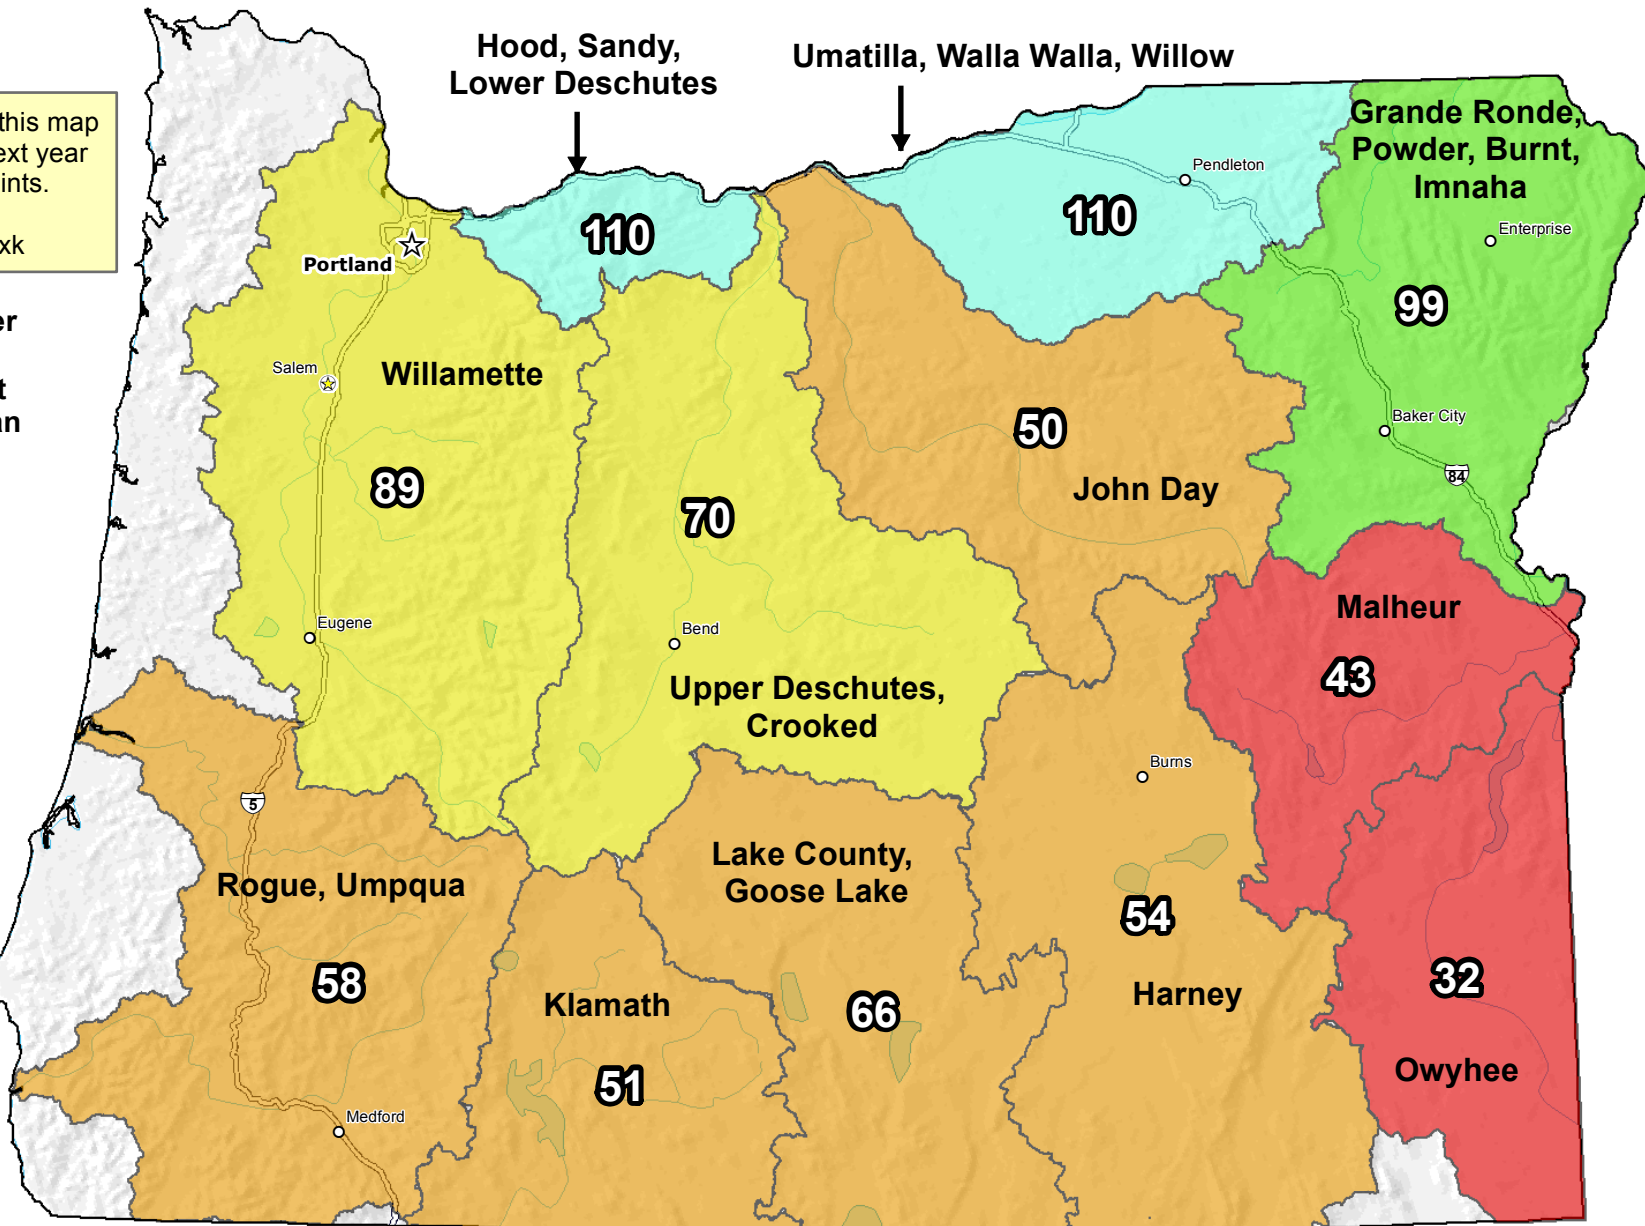 Hood, Sandy,
Lower Deschutes
Umatilla, Walla Walla, Willow
this map
ext year
ints.
xk
er
t
an
Grande Ronde,
Powder, Burnt,
Imnaha
Pendleton
Enterprise
110
110
99
Portland
Salem
Willamette
89
70
50
John Day
Baker City
84
Eugene
Bend
Malheur
43
Upper Deschutes,
Crooked
Burns
5
Rogue, Umpqua
58
Lake County,
Goose Lake
66
54
Harney
32
Owyhee
Klamath
51
Medford